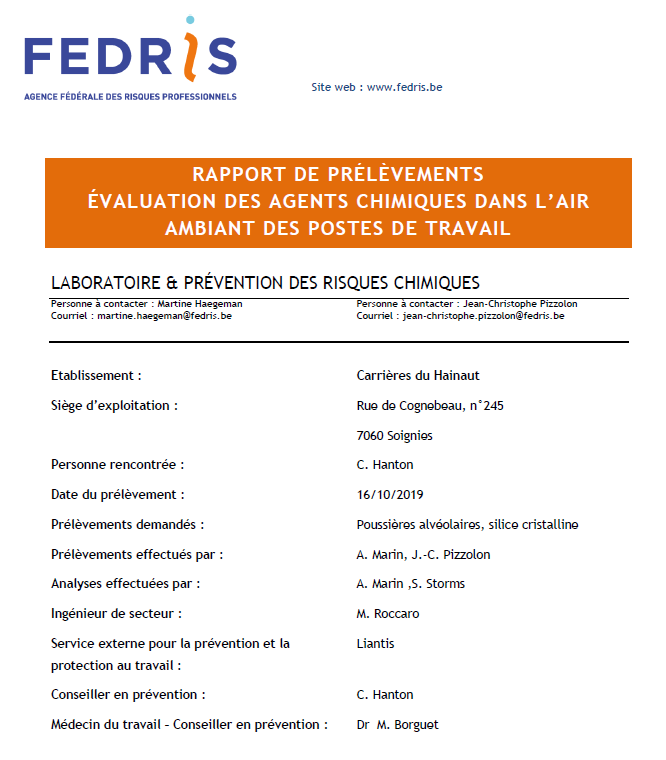 FEDRIS
AGENCE FÉDÉRALE DES RISQUES PROFESSIONNELS
Site web : www.fedris.be
RAPPORT DE PRÉLÈVEMENTS
ÉVALUATION DES AGENTS CHIMIQUES DANS L’AIR
AMBIANT DES POSTES DE TRAVAIL
LABORATOIRE & PRÉVENTION DES RISQUES CHIMIQUES
Personne à contacter : Martine Haegeman Personne à contacter : Jean-Christophe Pizzolon
Courriel : martine.haegeman@fedris.be Courriel : jean-christophe.pizzolon@fedris.be
Etablissement : Carrières du Hainaut
Siège d’exploitation : Rue de Cognebeau, n°245
7060 Soignies
Personne rencontrée : C. Hanton
Date du prélèvement : 16/10/2019
Prélèvements demandés : Poussières alvéolaires, silice cristalline
Prélèvements effectués par : A. Marin, J.-C. Pizzolon
Analyses effectuées par : A. Marin ,S. Storms
Ingénieur de secteur : M. Roccaro
Service externe pour la prévention et la Liantis
protection au travail :
Conseiller en prévention : C. Hanton
Médecin du travail – Conseiller en prévention : Dr M. Borguet